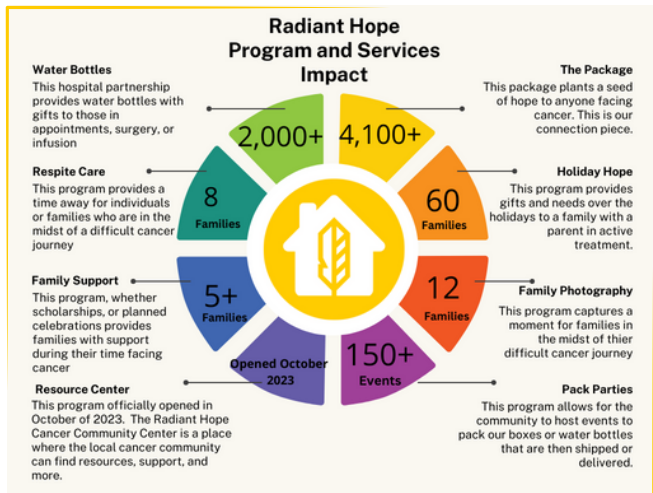 Radiant Hope
Program and Services
Impact
Water Bottles
This hospital partnership
provides water bottles with
gifts to those in
appointments, surgery, or
infusion
2,000+
4,100+
The Package
This package plants a seed
of hope to anyone facing
cancer. This is our
connection piece.
Respite Care
This program provides a
time away for individuals
or families who are in the
midst of a difficult cancer
journey
8
Families
60
Families
Holiday Hope
This program provides
gifts and needs over the
holidays to a family with a
parent in active
treatment.
Family Support
This program, whether
scholarships, or planned
celebrations provides
families with support
during their time facing
cancer
5+
Families
12
Families
Family Photography
This program captures a
moment for families in
the midst of thier
difficult cancer journey
Resource Center
This program officially opened in
October of 2023.  The Radiant Hope
Cancer Community Center is a place
where the local cancer community
can find resources, support, and
more.
Opened October
2023
150+
Events
Pack Parties
This program allows for the
community to host events to
pack our boxes or water bottles
that are then shipped or
delivered.